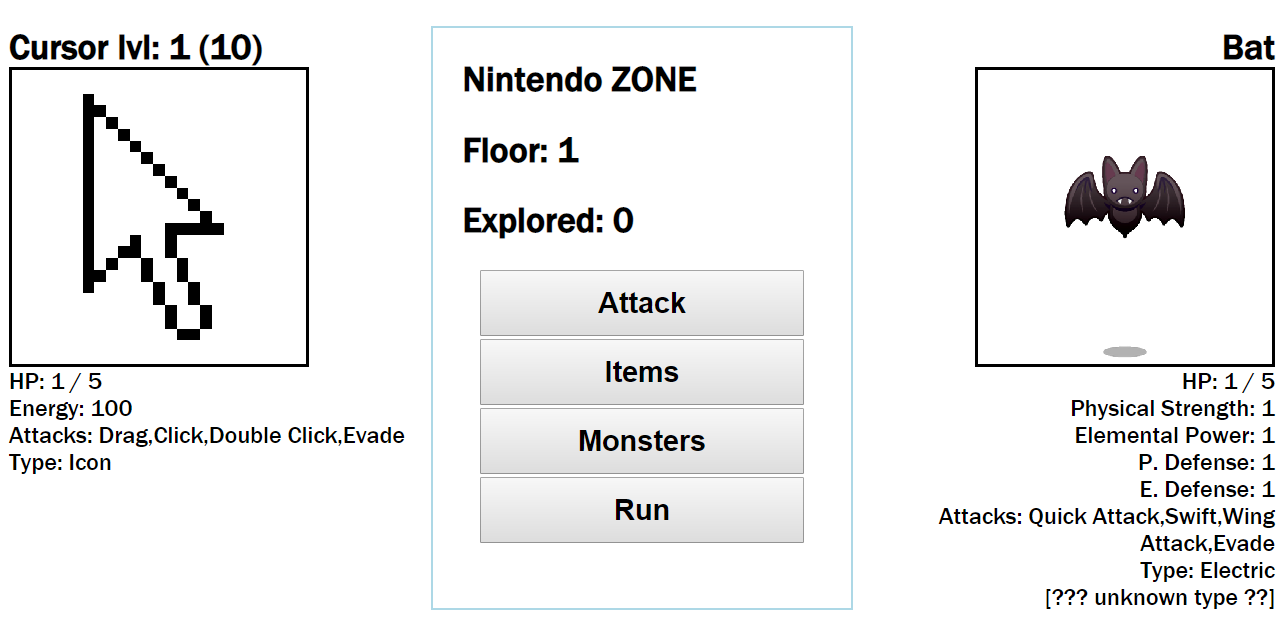 Cursor lvl: 1 (10)
HP: 1 / 5
Energy: 100
Attacks: Drag,Click,Double Click,Evade
Type: Icon
Nintendo ZONE
Floor: 1
Explored: 0
Attack
Items
Monsters
Run
Bat
HP: 1 / 5
Physical Strength: 1
Elemental Power: 1
P. Defense: 1
E. Defense: 1
Attacks: Quick Attack,Swift,Wing
Attack,Evade
Type: Electric
[??? unknown type ??]